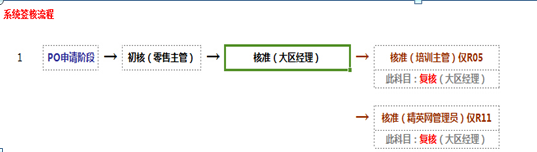 系统签核流程
1 PO申请阶段 → 初核（零售主管） → 核准（大区经理） → 核准（培训主管）仅R05
此科目：复核（大区经理）
→ 核准（精英网管理员）仅R11
此科目：复核（大区经理）